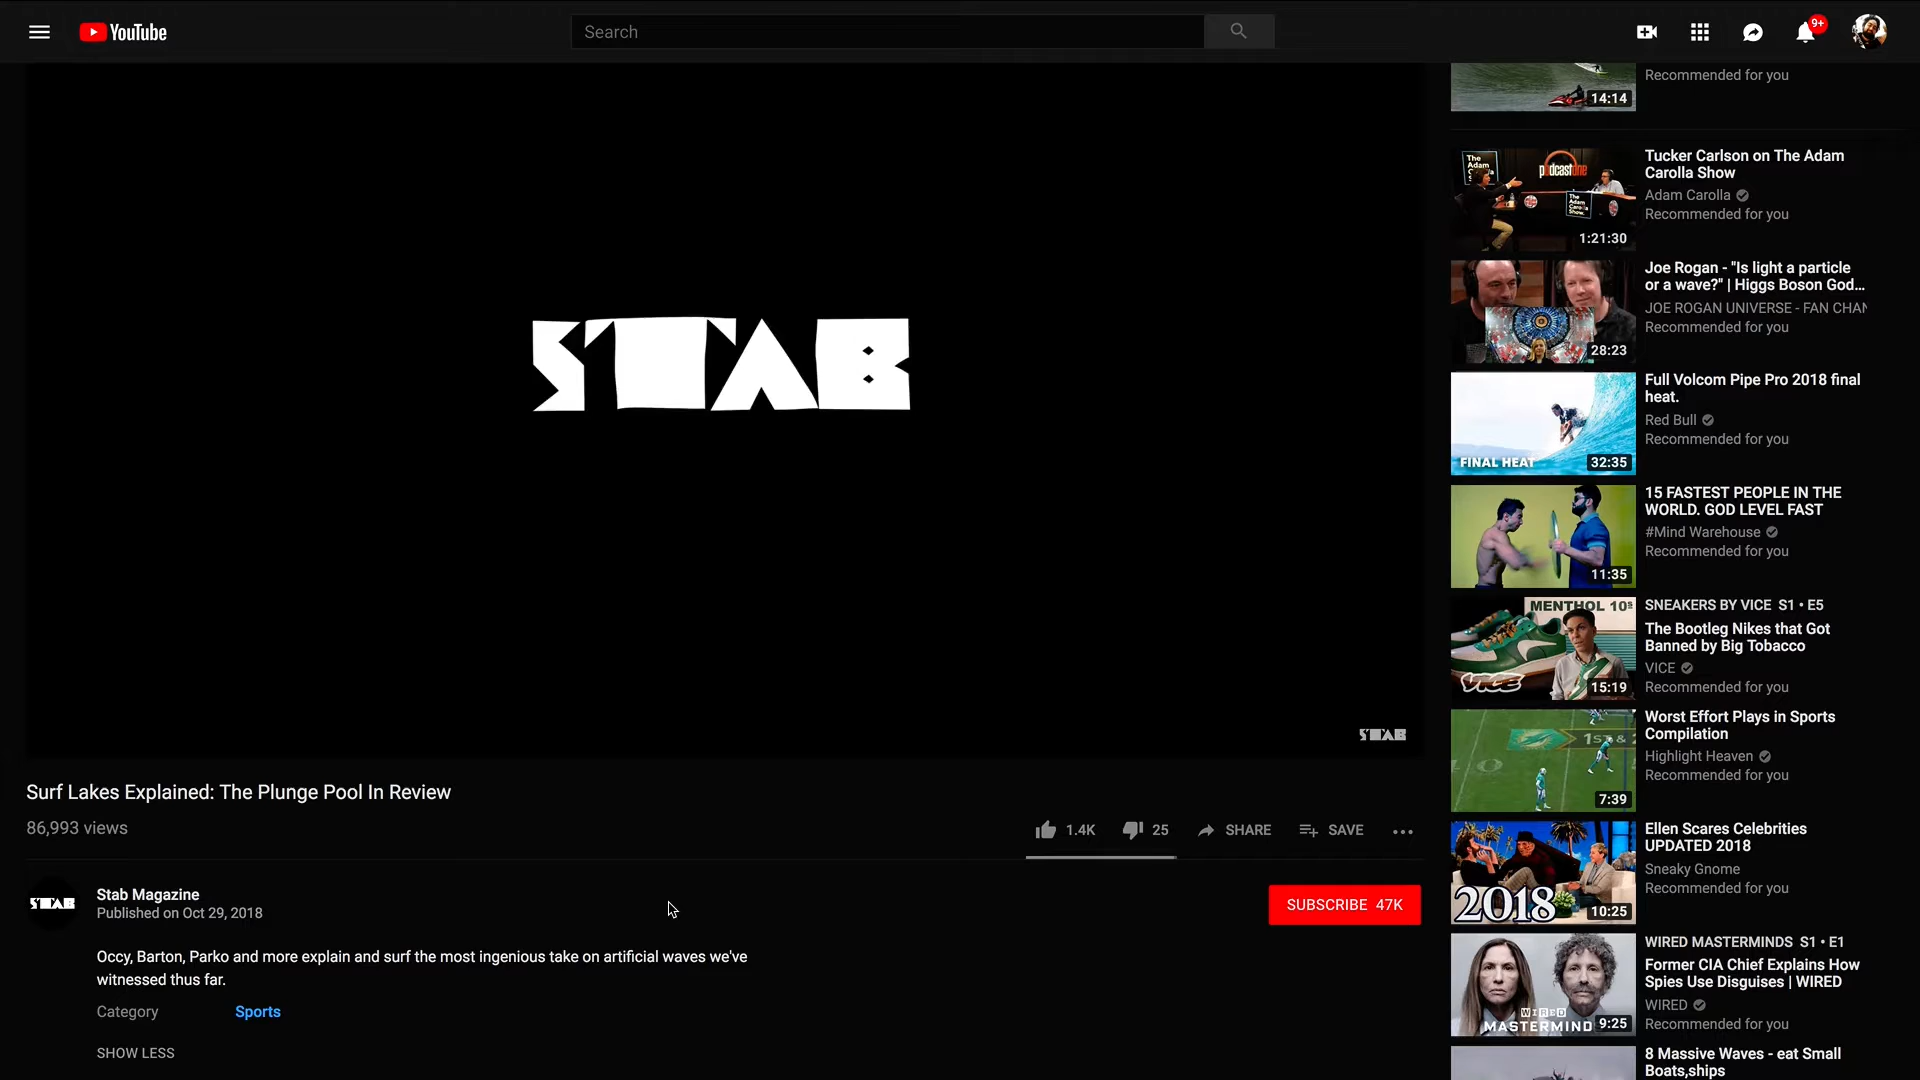 YouTube
Search
9+
STAB
STAB
Surf Lakes Explained: The Plunge Pool In Review
86,993 views
1.4K
25
SHARE
SAVE
STAB
Stab Magazine
Published on Oct 29, 2018
SUBSCRIBE 47K
Occy, Barton, Parko and more explain and surf the most ingenious take on artificial waves we've
witnessed thus far.
Category
Sports
SHOW LESS
14:14
Recommended for you
The
Adam
podcastone
The
Adam
Carolla
Show
1:21:30
Tucker Carlson on The Adam
Carolla Show
Adam Carolla
Recommended for you
28:23
Joe Rogan - "Is light a particle
or a wave?" | Higgs Boson God...
JOE ROGAN UNIVERSE - FAN CHAN
Recommended for you
FINAL HEAT
32:35
Full Volcom Pipe Pro 2018 final
heat.
Red Bull
Recommended for you
11:35
15 FASTEST PEOPLE IN THE
WORLD. GOD LEVEL FAST
#Mind Warehouse
Recommended for you
MENTHOL 10s
VICE
15:19
SNEAKERS BY VICE S1 • E5
The Bootleg Nikes that Got
Banned by Big Tobacco
VICE
Recommended for you
1ST & 2
7:39
Worst Effort Plays in Sports
Compilation
Highlight Heaven
Recommended for you
2018
10:25
Ellen Scares Celebrities
UPDATED 2018
Sneaky Gnome
Recommended for you
WIRED
MASTERMIND
9:25
WIRED MASTERMINDS S1 • E1
Former CIA Chief Explains How
Spies Use Disguises | WIRED
WIRED
Recommended for you
8 Massive Waves - eat Small
Boats,ships